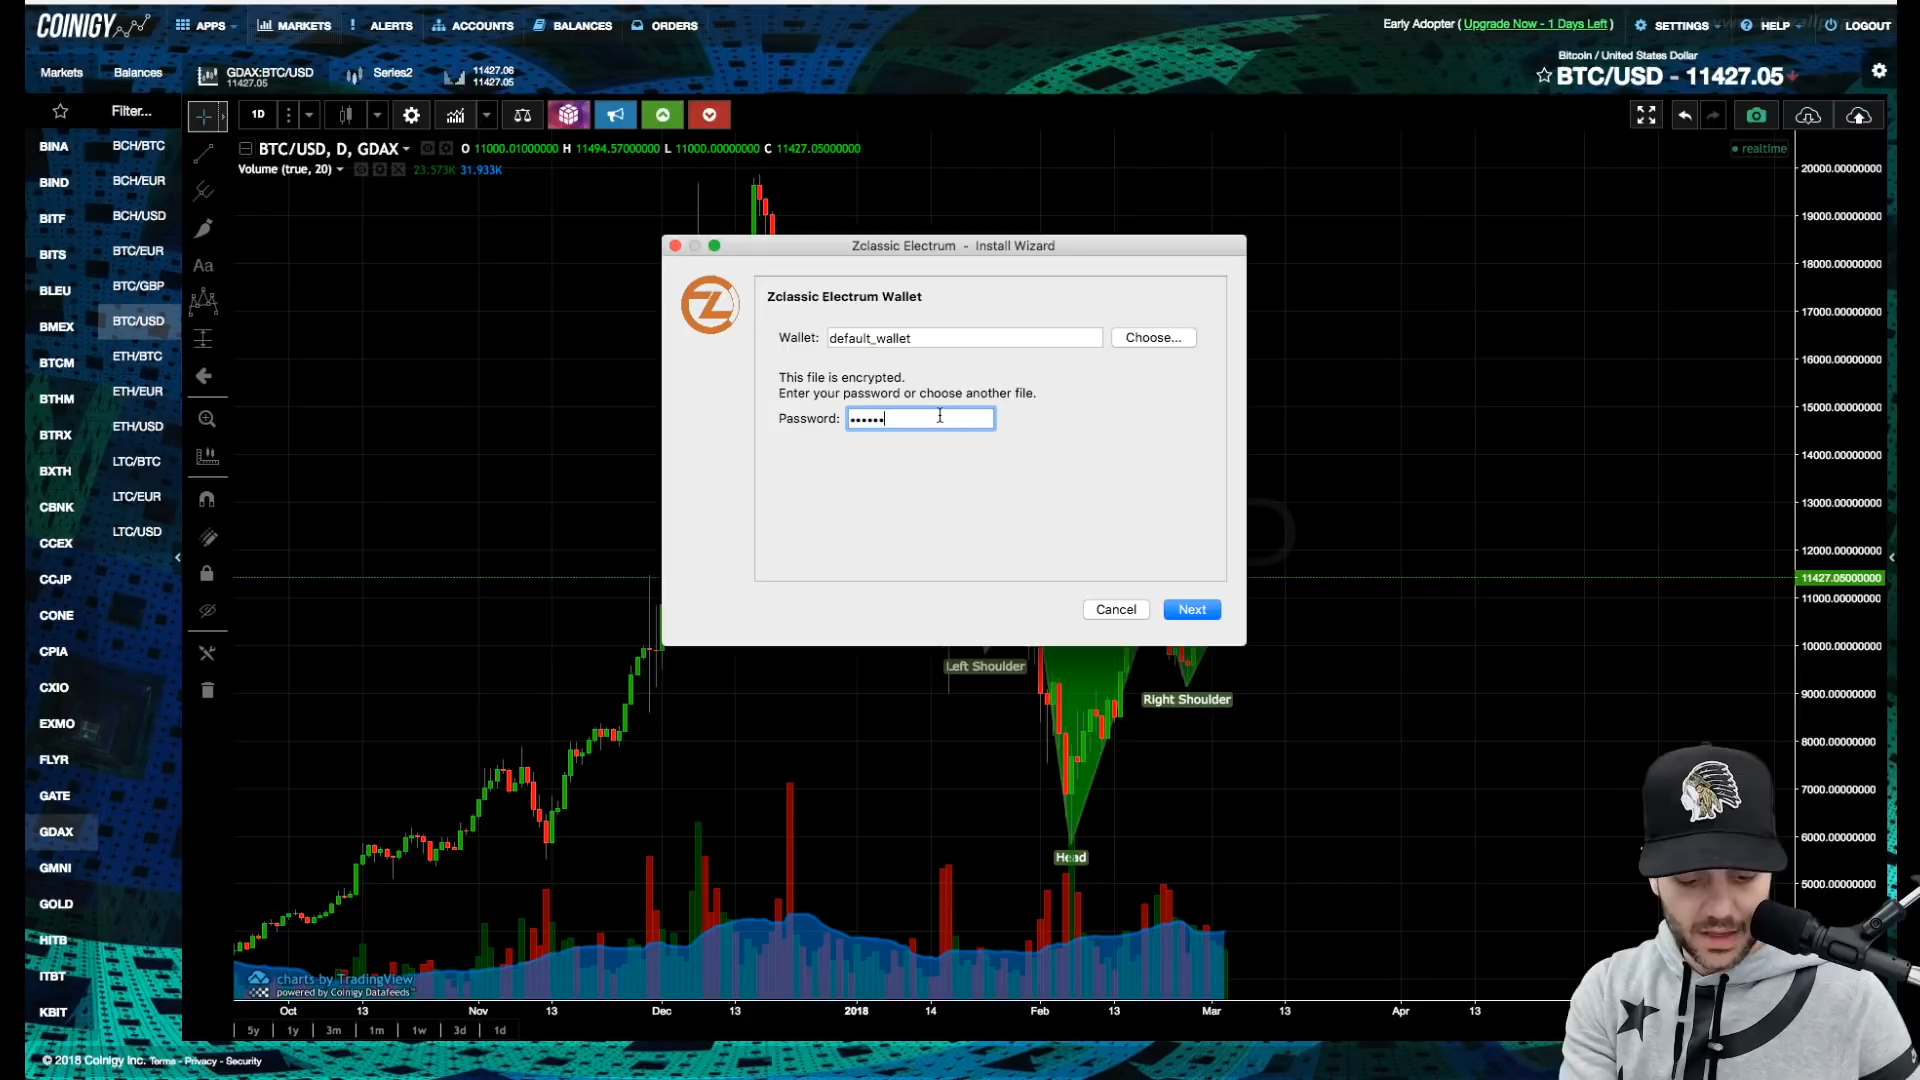 COINIGY
APPS
MARKETS
ALERTS
ACCOUNTS
BALANCES
ORDERS
Early Adopter ( Upgrade Now - 1 Days Left )
SETTINGS
HELP
LOGOUT
Markets
Balances
GDAX:BTC/USD
11427.05
Series2
11427.06
11427.05
Bitcoin / United States Dollar
BTC/USD - 11427.05
Filter...
1D
BTC/USD, D, GDAX
O 11000.01000000 H 11494.57000000 L 11000.00000000 C 11427.05000000
realtime
Volume (true, 20)
23.573K 31.933K
BINA
BIND
BITF
BITS
BLEU
BMEX
BTCM
BTHM
BTRX
BXTH
CBNK
CCEX
CCJP
CONE
CPIA
CXIO
EXMO
FLYR
GATE
GDAX
GMNI
GOLD
HITB
ITBT
KBIT
BCH/BTC
BCH/EUR
BCH/USD
BTC/EUR
BTC/GBP
BTC/USD
ETH/BTC
ETH/EUR
ETH/USD
LTC/BTC
LTC/EUR
LTC/USD
Aa
Zclassic Electrum - Install Wizard
Zclassic Electrum Wallet
Wallet: default_wallet
Choose...
This file is encrypted.
Enter your password or choose another file.
Password: ••••••
Cancel
Next
Left Shoulder
Right Shoulder
Head
20000.00000000
19000.00000000
18000.00000000
17000.00000000
16000.00000000
15000.00000000
14000.00000000
13000.00000000
12000.00000000
11427.05000000
11000.00000000
10000.00000000
9000.00000000
8000.00000000
7000.00000000
6000.00000000
5000.00000000
charts by TradingView
powered by Coinigy Datafeeds
Oct 13 Nov 13 Dec 13 2018 14 Feb 13 Mar 13 Apr 13
5y 1y 3m 1m 1w 3d 1d
© 2018 Coinigy Inc. Terms - Privacy - Security